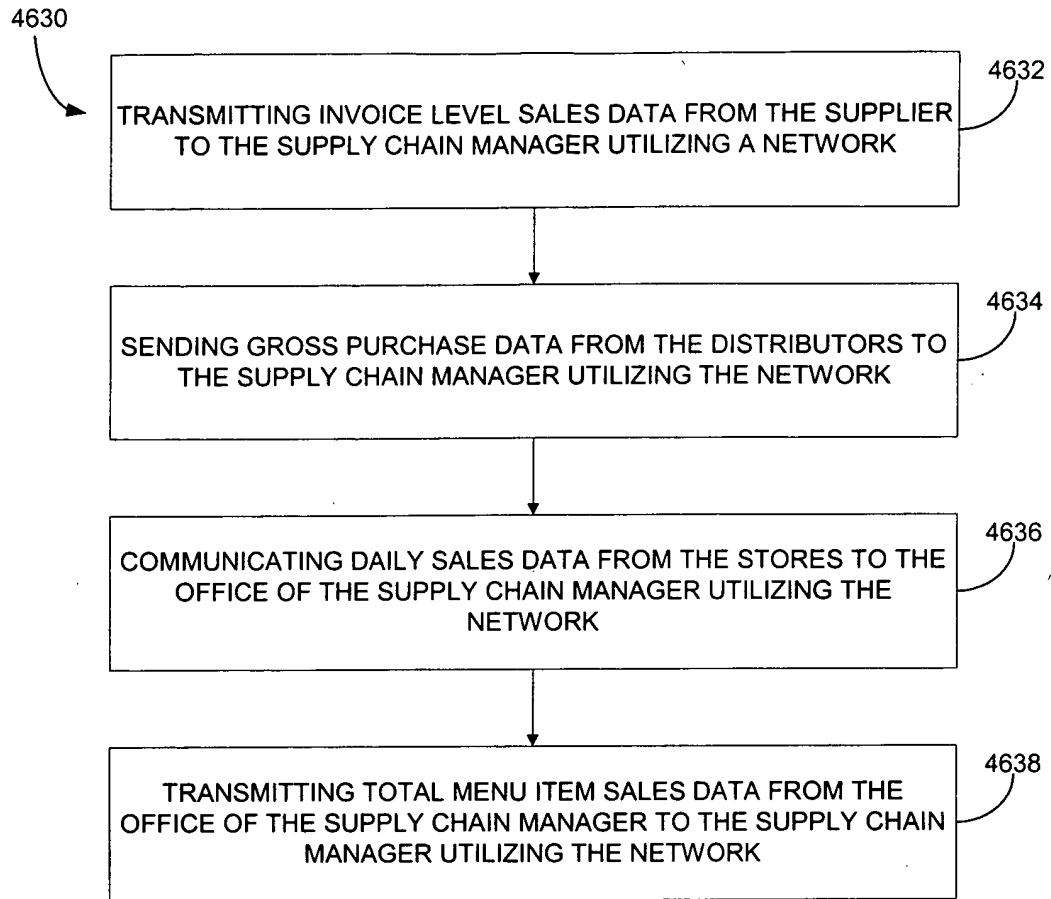 4630
4632
TRANSMITTING INVOICE LEVEL SALES DATA FROM THE SUPPLIER
TO THE SUPPLY CHAIN MANAGER UTILIZING A NETWORK
4634
SENDING GROSS PURCHASE DATA FROM THE DISTRIBUTORS TO
THE SUPPLY CHAIN MANAGER UTILIZING THE NETWORK
4636
COMMUNICATING DAILY SALES DATA FROM THE STORES TO THE
OFFICE OF THE SUPPLY CHAIN MANAGER UTILIZING THE
NETWORK
4638
TRANSMITTING TOTAL MENU ITEM SALES DATA FROM THE
OFFICE OF THE SUPPLY CHAIN MANAGER TO THE SUPPLY CHAIN
MANAGER UTILIZING THE NETWORK